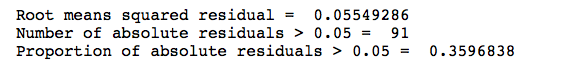 Root means squared residual =  0.05549286
Number of absolute residuals > 0.05 =  91
Proportion of absolute residuals > 0.05 =  0.3596838